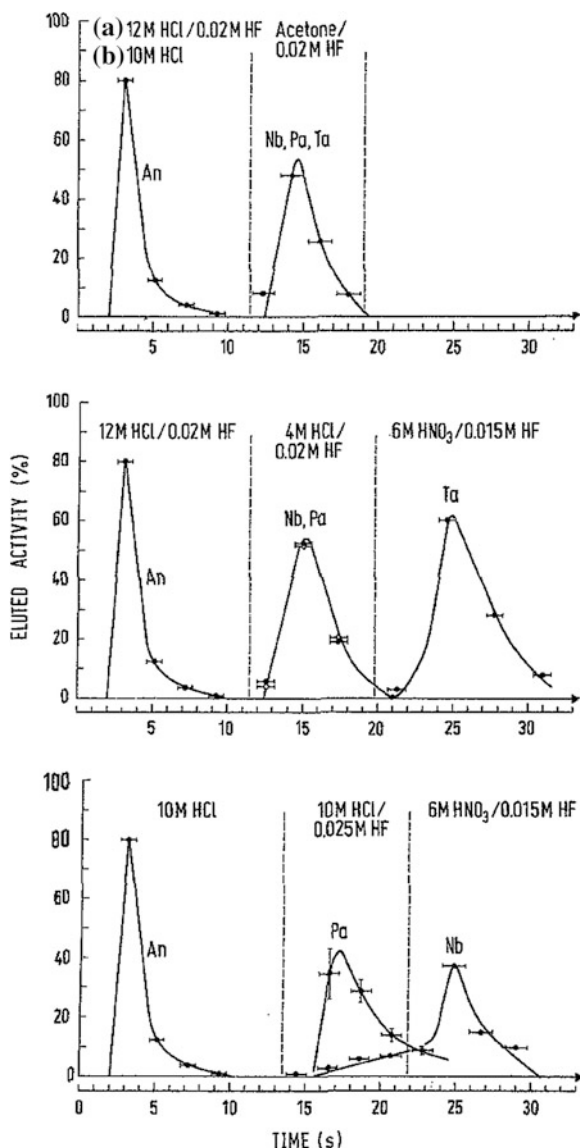 100
(a) 12M HCl/0.02M HF
Acetone/
0.02M HF
(b) 10M HCl
80
60
40
20
0
An
Nb, Pa, Ta
5 10 15 20 25 30
ELUTED ACTIVITY (%)
100
80
60
40
20
0
12M HCl/0.02M HF
4M HCl/
0.02M HF
6M HNO3/0.015M HF
An
Nb, Pa
Ta
5 10 15 20 25 30
100
80
60
40
20
0
10M HCl
10M HCl/
0.025M HF
6M HNO3/0.015M HF
An
Pa
Nb
0 5 10 15 20 25 30
TIME (s)